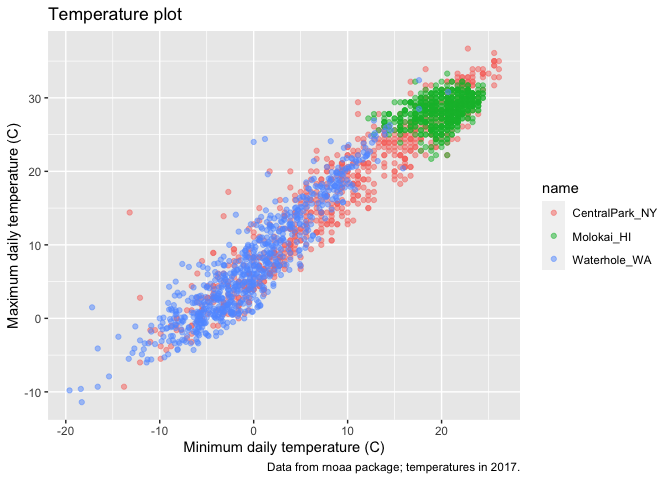 Temperature plot
Maximum daily temperature (C)
30
20
10
0
-10
-20
-10
0
10
20
Minimum daily temperature (C)
Data from moaa package; temperatures in 2017.
name
CentralPark_NY
Molokai_HI
Waterhole_WA